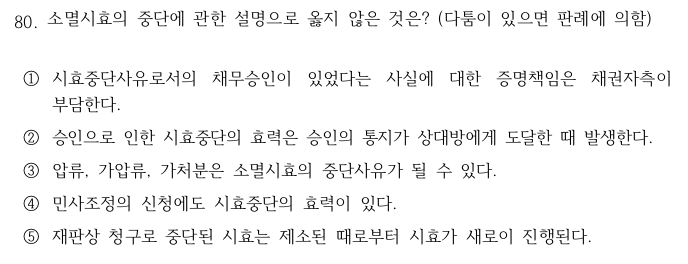 80. 소멸시효의 중단에 관한 설명으로 옳지 않은 것은? (다툼이 있으면 판례에 의함)
① 시효중단사유로서의 채무승인이 있었다는 사실에 대한 증명책임은 채권자측이
부담한다.
② 승인으로 인한 시효중단의 효력은 승인의 통지가 상대방에게 도달한 때 발생한다.
③ 압류, 가압류, 가처분은 소멸시효의 중단사유가 될 수 있다.
④ 민사조정의 신청에도 시효중단의 효력이 있다.
⑤ 재판상 청구로 중단된 시효는 제소된 때로부터 시효가 새로이 진행된다.